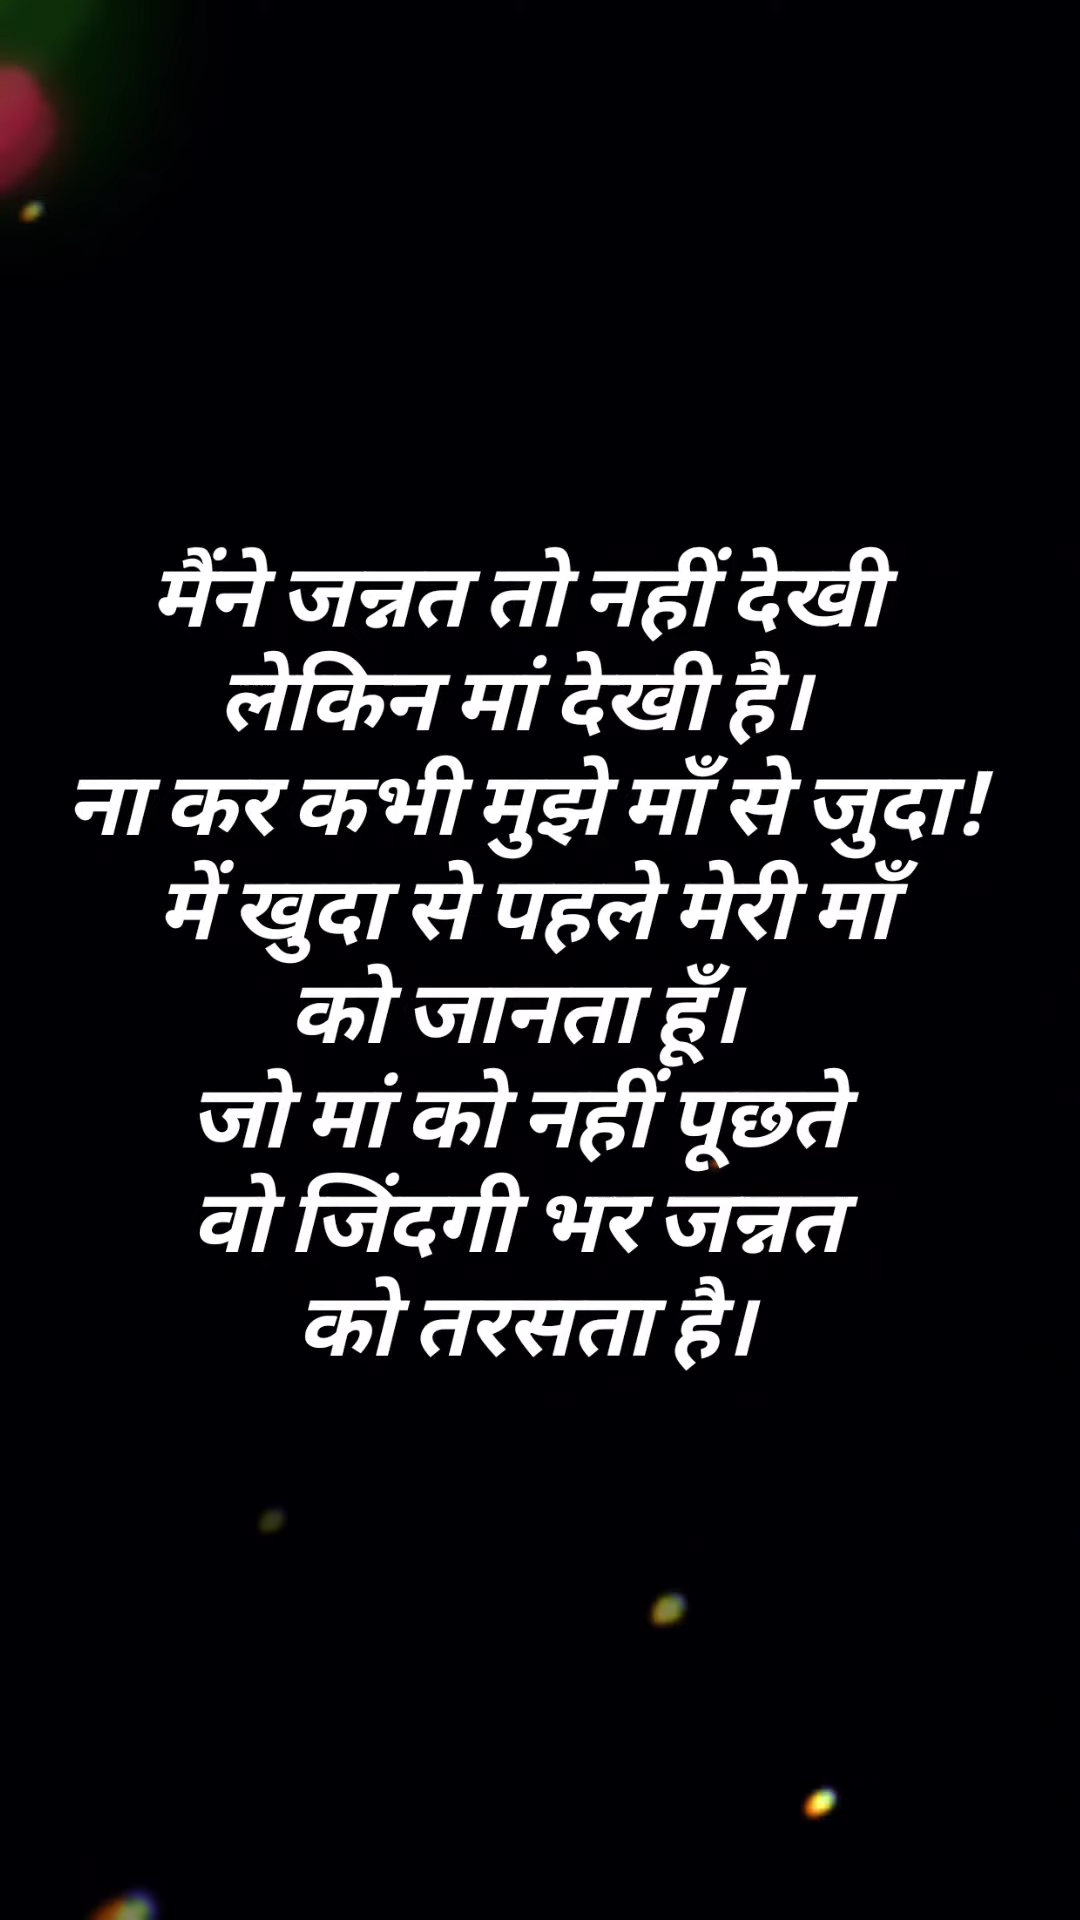 मैंने जन्नत तो नहीं देखी
लेकिन मां देखी है।
ना कर कभी मुझे माँ से जुदा!
में खुदा से पहले मेरी माँ
को जानता हूँ।
जो मां को नहीं पूछते
वो जिंदगी भर जन्नत
को तरसता है।